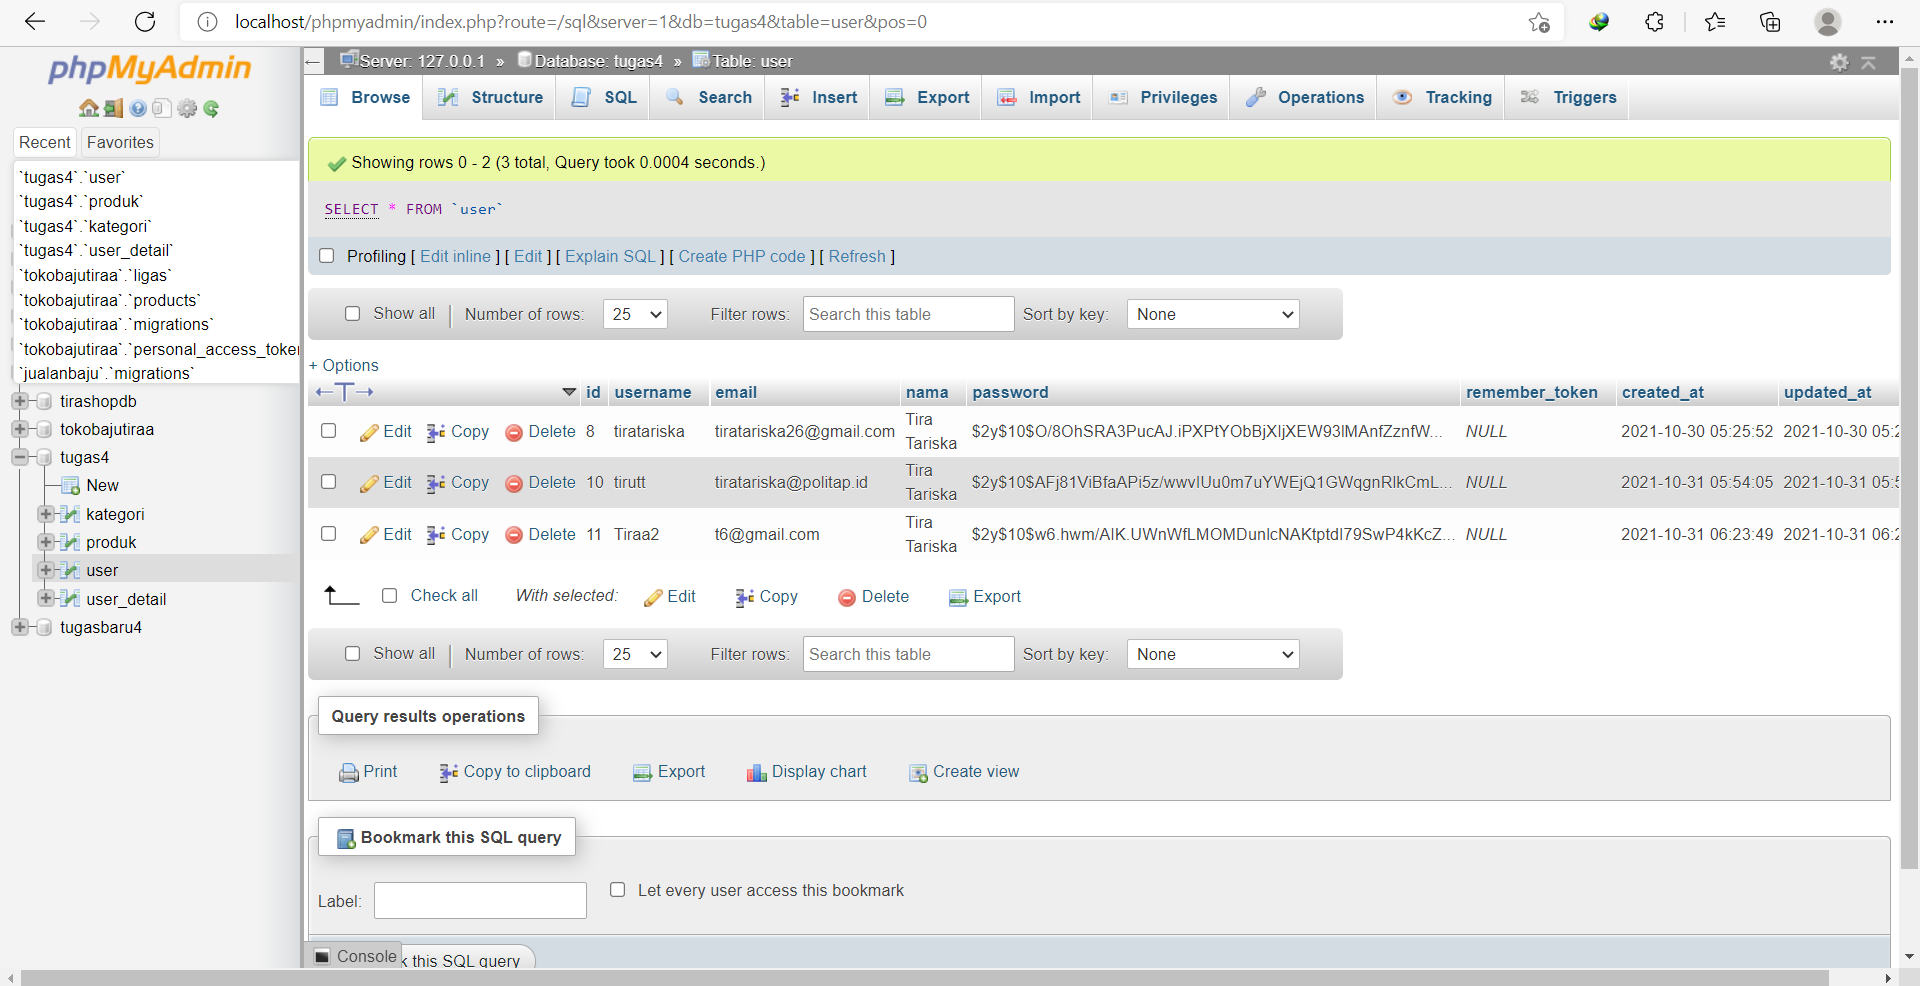 localhost/phpmyadmin/index.php?route=/sql&server=1&db=tugas4&table=user&pos=0
phpMyAdmin
Recent Favorites
`tugas4`.`user`
`tugas4`.`produk`
`tugas4`.`kategori`
`tugas4`.`user_detail`
`tokobajutiraa`.`ligas`
`tokobajutiraa`.`products`
`tokobajutiraa`.`migrations`
`tokobajutiraa`.`personal_access_token
`jualanbaju`.`migrations`
tirashopdb
tokobajutiraa
tugas4
New
kategori
produk
user
user_detail
tugasbaru4
Server: 127.0.0.1 » Database: tugas4 » Table: user
Browse Structure SQL Search Insert Export Import Privileges Operations Tracking Triggers
Showing rows 0 - 2 (3 total, Query took 0.0004 seconds.)
SELECT * FROM `user`
Profiling [ Edit inline ] [ Edit ] [ Explain SQL ] [ Create PHP code ] [ Refresh ]
Show all | Number of rows: 25 Filter rows: Search this table Sort by key: None
+ Options
id username email nama password remember_token created_at updated_at
Edit Copy Delete 8 tiratariska tiratariska26@gmail.com Tira Tariska $2y$10$O/8OhSRA3PucAJ.iPXPtYObBjXljXEW93lMAnfZznfW... NULL 2021-10-30 05:25:52 2021-10-30 05:2
Edit Copy Delete 10 tirutt tiratariska@politap.id Tira Tariska $2y$10$AFj81ViBfaAPi5z/wwvlUu0m7uYWEjQ1GWqgnRlkCmL... NULL 2021-10-31 05:54:05 2021-10-31 05:5
Edit Copy Delete 11 Tiraa2 t6@gmail.com Tira Tariska $2y$10$w6.hwm/AlK.UWnWfLMOMDunlcNAKtptdl79SwP4kKcZ... NULL 2021-10-31 06:23:49 2021-10-31 06:2
Check all With selected: Edit Copy Delete Export
Show all | Number of rows: 25 Filter rows: Search this table Sort by key: None
Query results operations
Print Copy to clipboard Export Display chart Create view
Bookmark this SQL query
Label: Let every user access this bookmark
Console k this SQL query